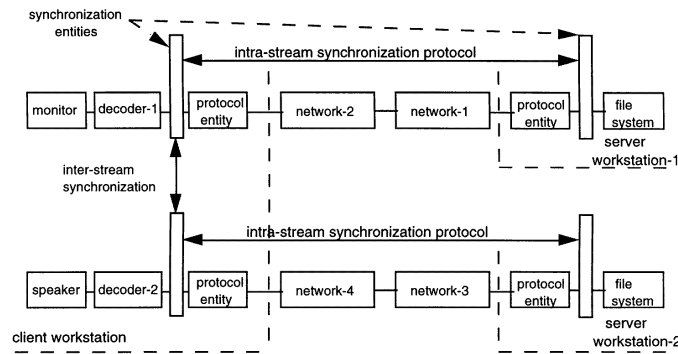 synchronization
entities
intra-stream synchronization protocol
monitor
decoder-1
protocol
entity
network-2
network-1
protocol
entity
file
system
server
workstation-1
inter-stream
synchronization
intra-stream synchronization protocol
speaker
decoder-2
protocol
entity
network-4
network-3
protocol
entity
file
system
client workstation
server
workstation-2